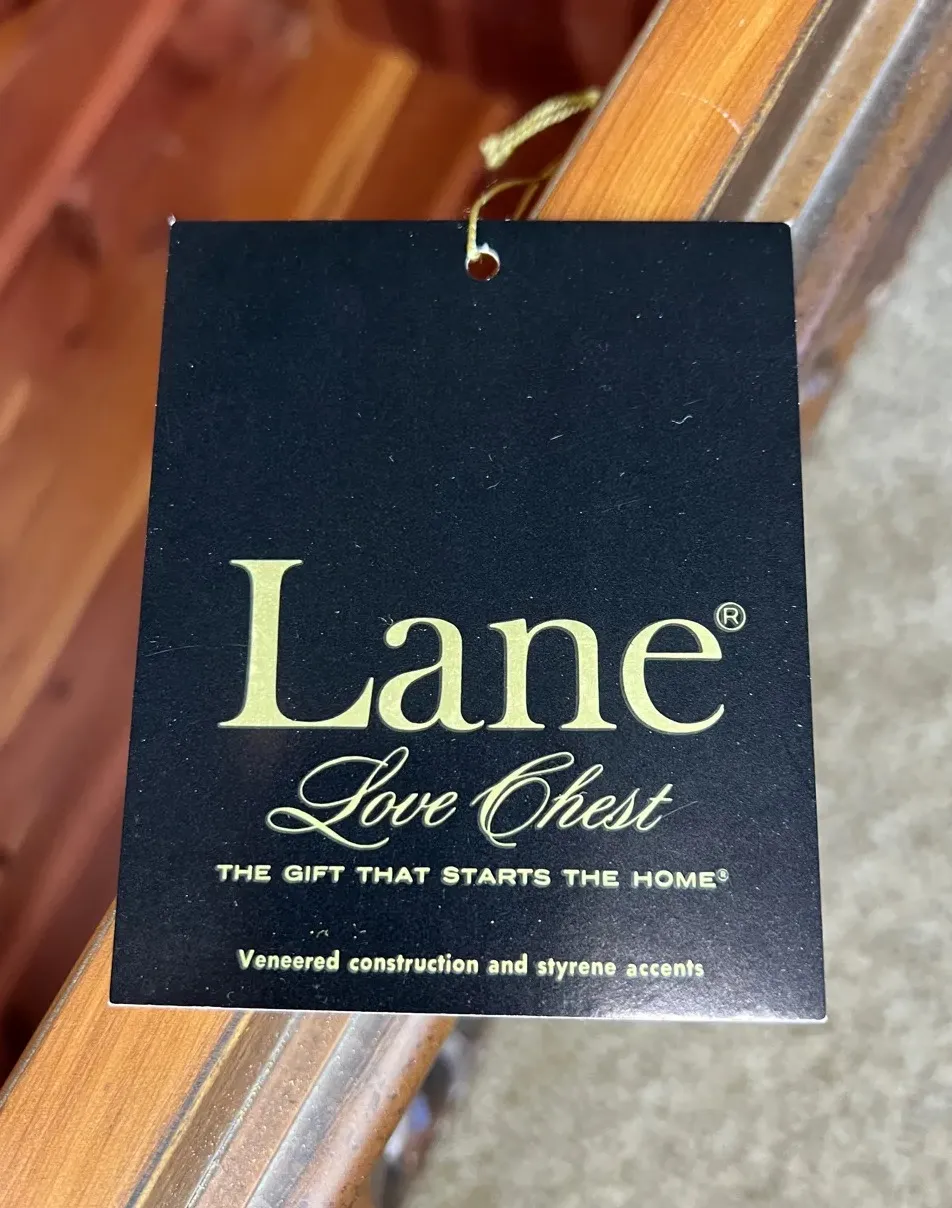 Lane®
Love Chest
THE GIFT THAT STARTS THE HOME®
Veneered construction and styrene accents